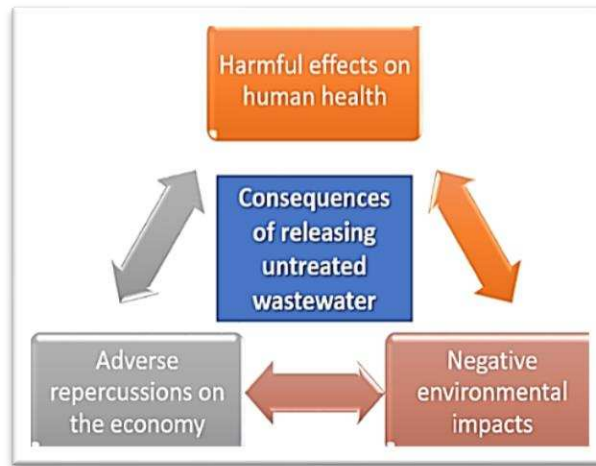 Harmful effects on
human health
Consequences
of releasing
untreated
wastewater
Adverse
repercussions on
the economy
Negative
environmental
impacts